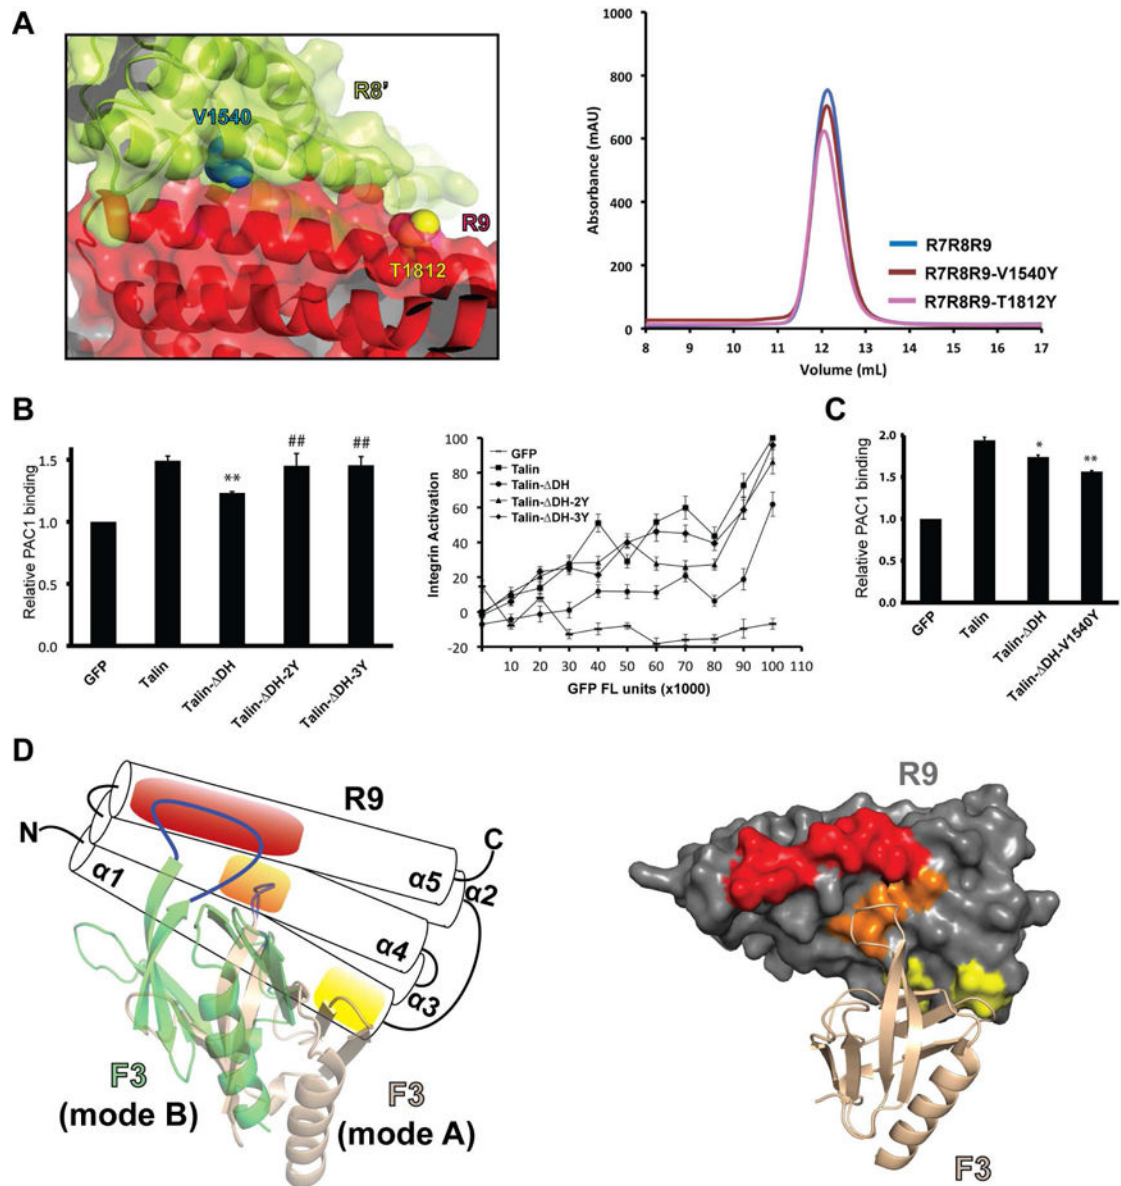 A
R8'
V1540
R9
T1812
Absorbance (mAU)
1000
800
600
400
200
0
8 9 10 11 12 13 14 15 16 17
Volume (mL)
R7R8R9
R7R8R9-V1540Y
R7R8R9-T1812Y
B
Relative PAC1 binding
1.5
1.0
0.5
0
**
##
##
GFP
Talin
Talin-ΔDH
Talin-ΔDH-2Y
Talin-ΔDH-3Y
Integrin Activation
100
80
60
40
20
0
-20
GFP
Talin
Talin-ΔDH
Talin-ΔDH-2Y
Talin-ΔDH-3Y
10 20 30 40 50 60 70 80 90 100 110
GFP FL units (x1000)
C
Relative PAC1 binding
2.0
1.5
1.0
0.5
0.0
*
**
GFP
Talin
Talin-ΔDH
Talin-ΔDH-V1540Y
D
N
R9
C
α1
α5
α2
α4
α3
F3
(mode B)
F3
(mode A)
R9
F3